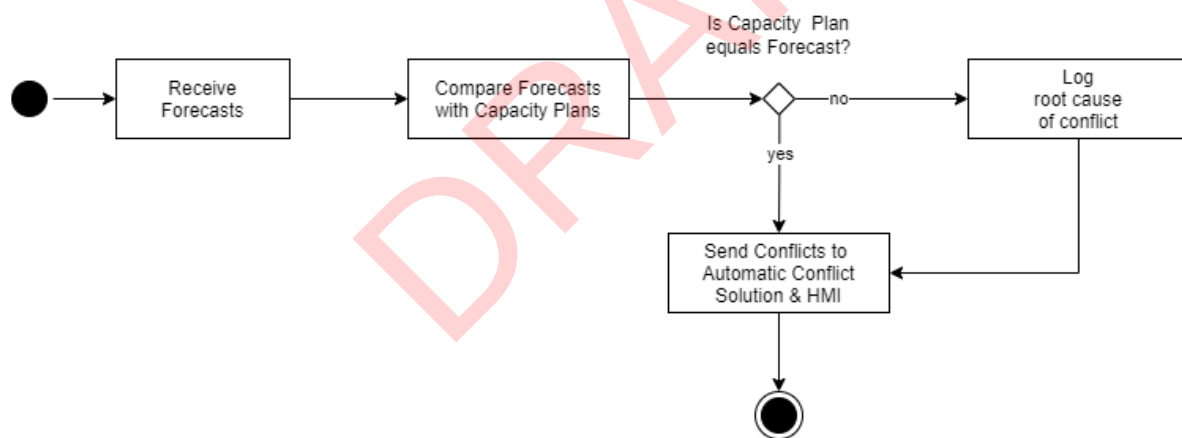 Is Capacity Plan
equals Forecast?
Receive
Forecasts
Compare Forecasts
with Capacity Plans
no
Log
root cause
of conflict
yes
Send Conflicts to
Automatic Conflict
Solution & HMI
DRA